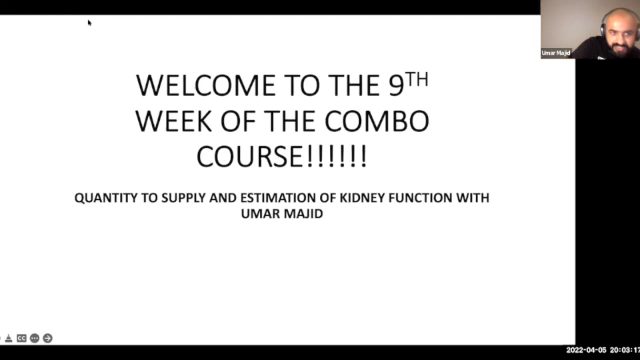 Umar Majid
WELCOME TO THE 9TH
WEEK OF THE COMBO
COURSE!!!!!!
QUANTITY TO SUPPLY AND ESTIMATION OF KIDNEY FUNCTION WITH
UMAR MAJID
CC
2022-04-05 20:03:17